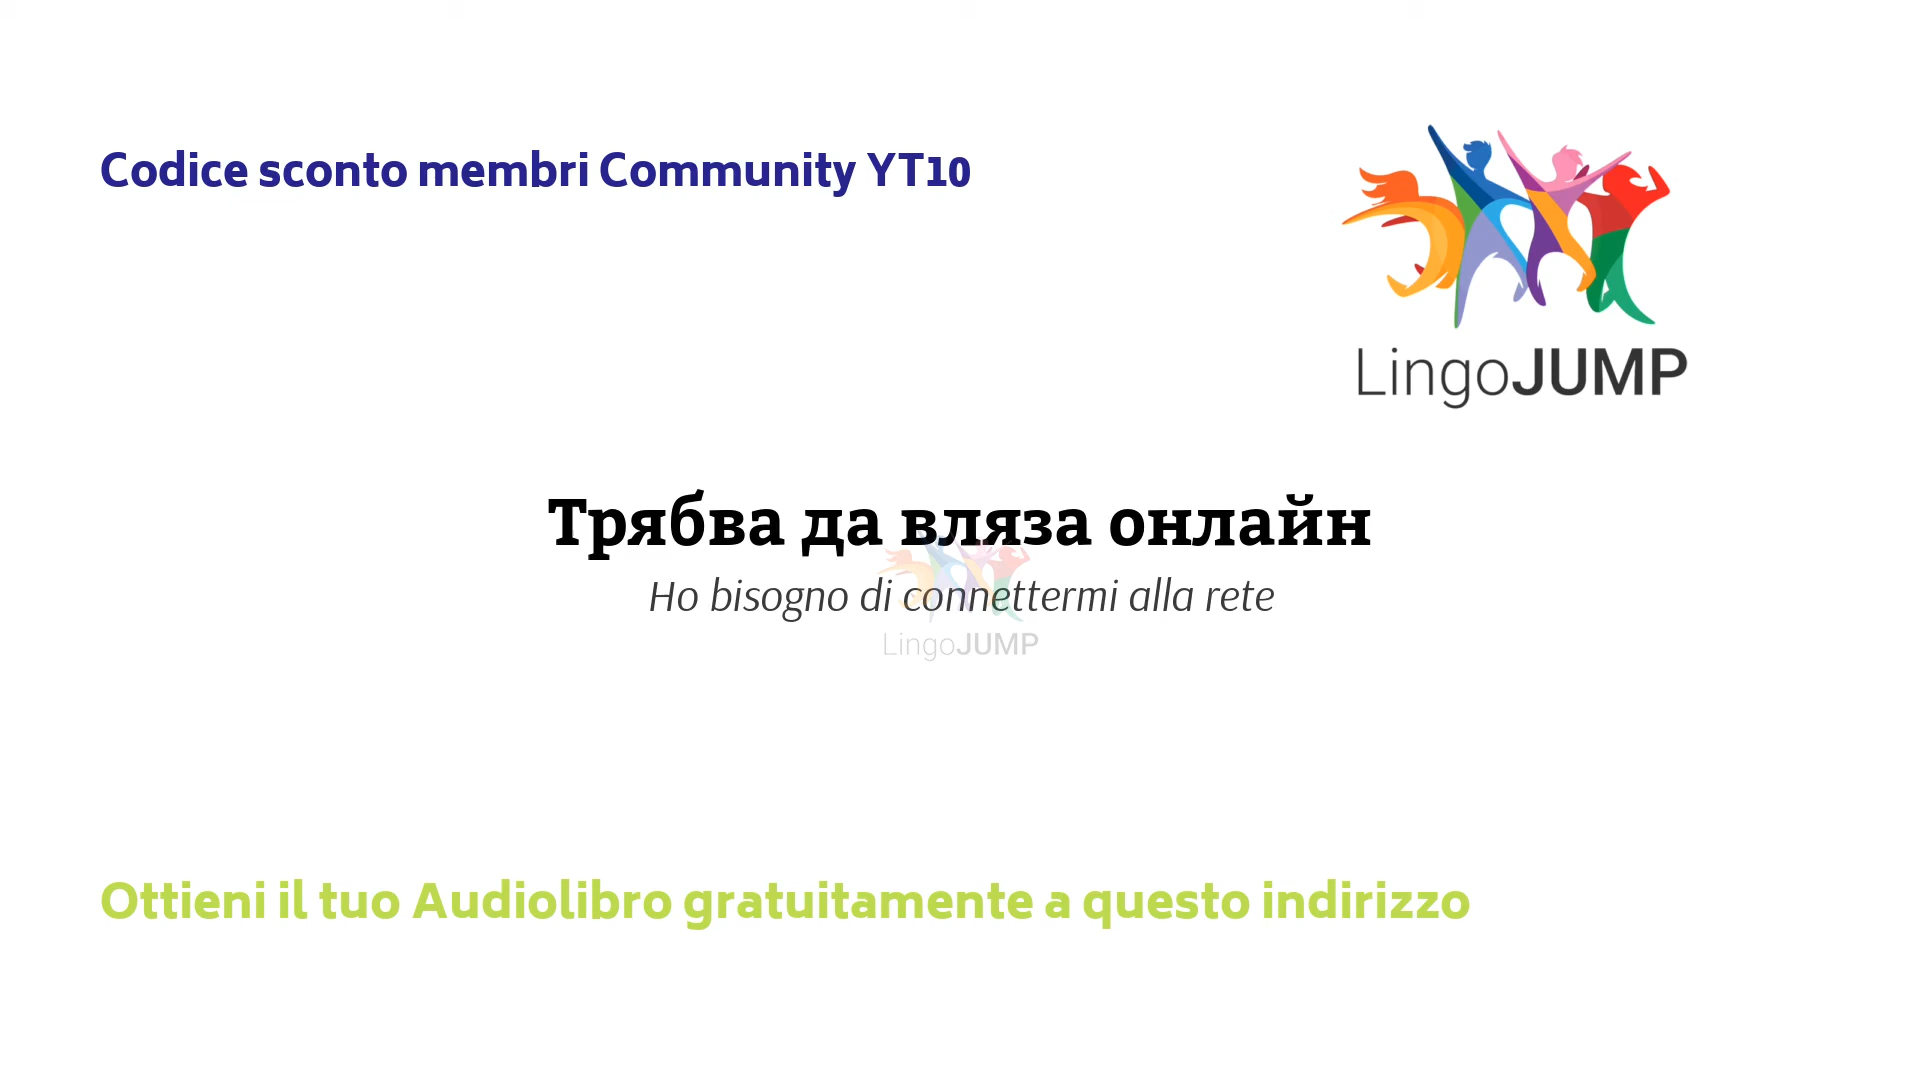 Codice sconto membri Community YT10
LingoJUMP
Трябва да вляза онлайн
Ho bisogno di connettermi alla rete
LingoJUMP
Ottieni il tuo Audiolibro gratuitamente a questo indirizzo